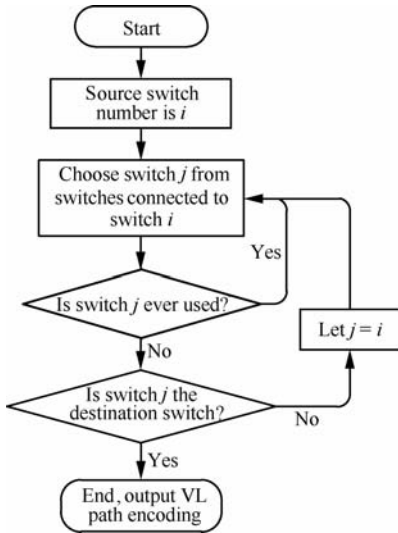 Start
Source switch
number is i
Choose switch j from
switches connected to
switch i
Yes
Is switch j ever used?
Let j = i
No
Is switch j the
destination switch?
No
Yes
End, output VL
path encoding